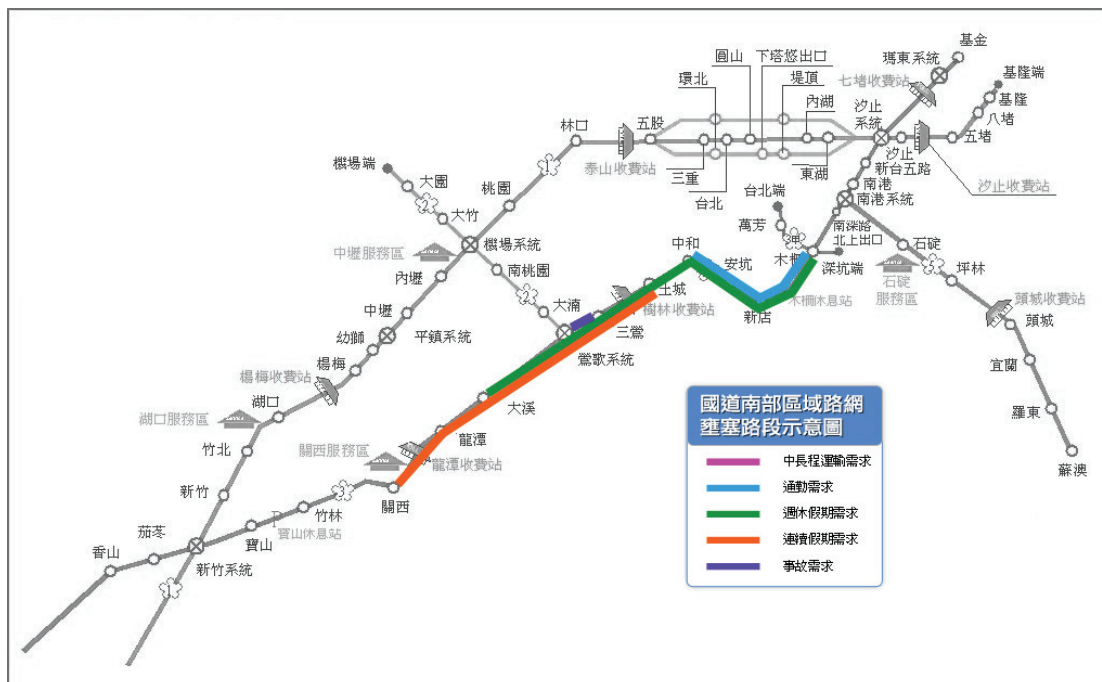 基金
瑪東系統
基隆端
七堵收費站
基隆
八堵
五堵
圓山
下塔悠出口
環北
堤頂
內湖
汐止
系統
林口
五股
泰山收費站
三重
台北
東湖
汐止
新台五路
汐止收費站
南港
南港系統
機場端
大園
2
大竹
桃園
1
機場系統
中壢服務區
南桃園
2
大湳
內壢
中壢
平鎮系統
幼獅
楊梅
楊梅收費站
湖口
湖口服務區
竹北
新竹
台北端
萬芳
木柵
南深路
北上出口
深坑端
木柵休息站
石碇
石碇
服務區
5
坪林
頭城收費站
頭城
宜蘭
羅東
蘇澳
中和
安坑
新店
土城
樹林收費站
三鶯
鶯歌系統
大溪
龍潭
龍潭收費站
關西服務區
關西
3
竹林
寶山休息站
寶山
茄苳
香山
新竹系統
1
國道南部區域路網
壅塞路段示意圖
中長程運輸需求
通勤需求
週休假期需求
連續假期需求
事故需求